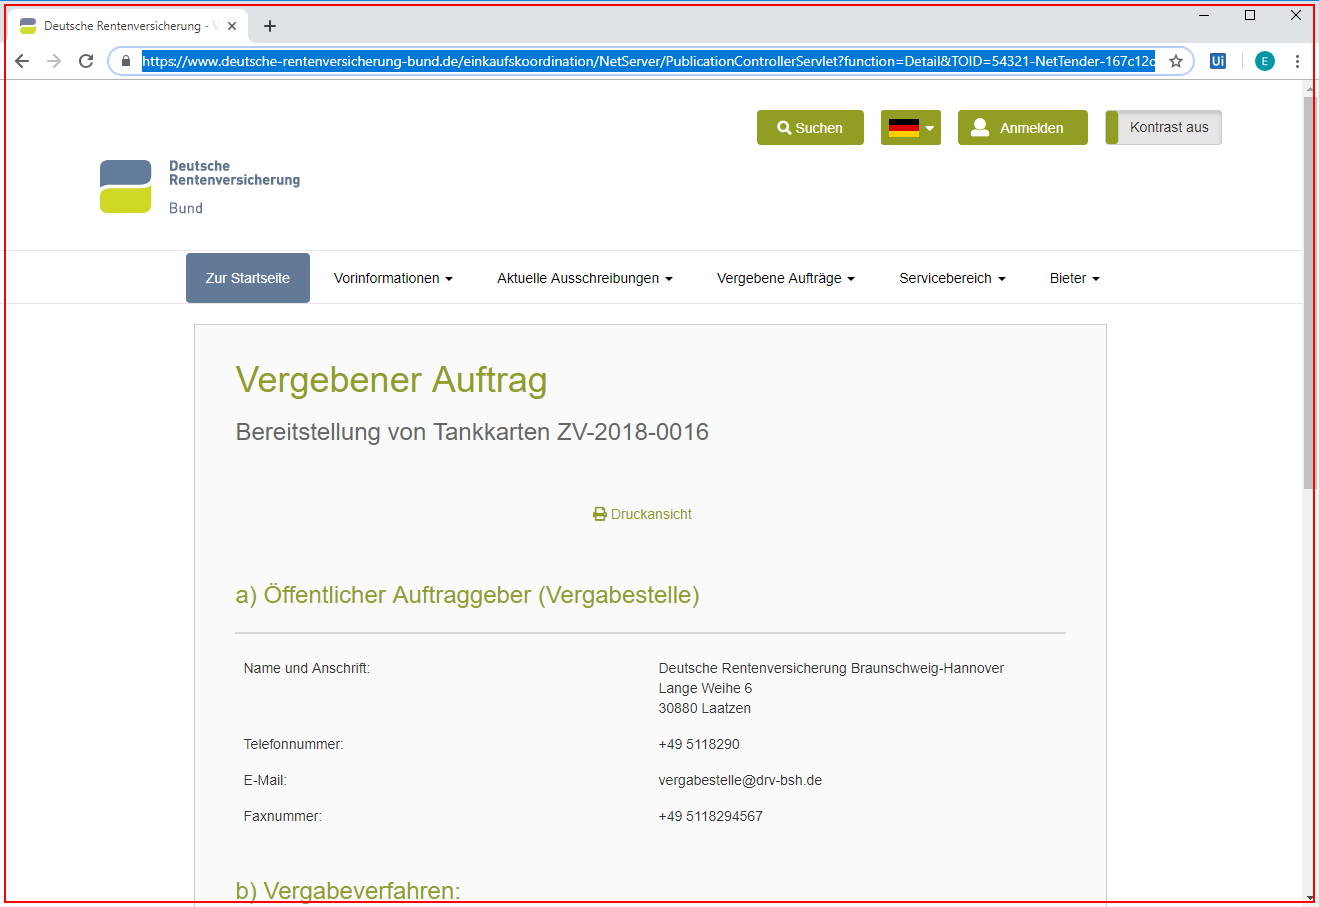 Deutsche Rentenversicherung - V
https://www.deutsche-rentenversicherung-bund.de/einkaufskoordination/NetServer/PublicationControllerServlet?function=Detail&TOID=54321-NetTender-167c12c
Ui
E
Suchen
Anmelden
Kontrast aus
Deutsche
Rentenversicherung
Bund
Zur Startseite Vorinformationen Aktuelle Ausschreibungen Vergebene Aufträge Servicebereich Bieter
Vergebener Auftrag
Bereitstellung von Tankkarten ZV-2018-0016
Druckansicht
a) Öffentlicher Auftraggeber (Vergabestelle)
Name und Anschrift: Deutsche Rentenversicherung Braunschweig-Hannover
Lange Weihe 6
30880 Laatzen
Telefonnummer: +49 5118290
E-Mail: vergabestelle@drv-bsh.de
Faxnummer: +49 5118294567
b) Vergabeverfahren: